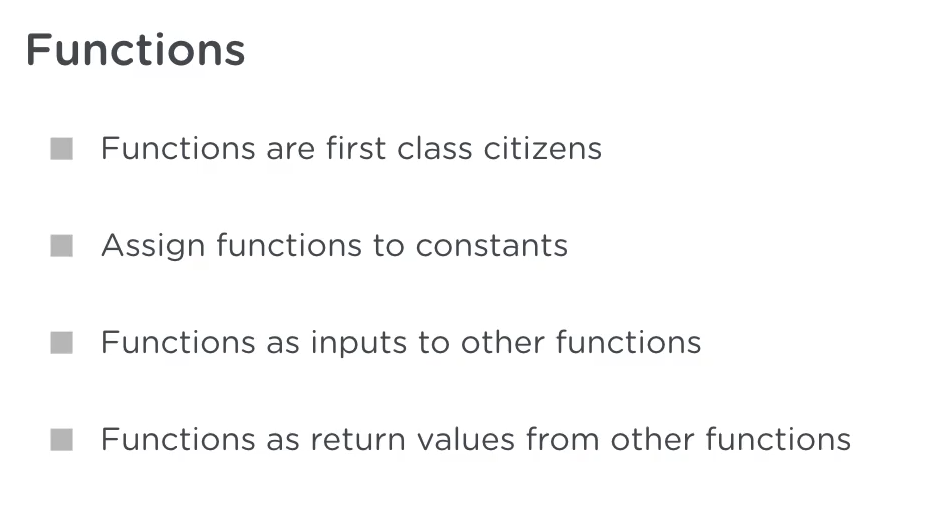 Functions
Functions are first class citizens
Assign functions to constants
Functions as inputs to other functions
Functions as return values from other functions